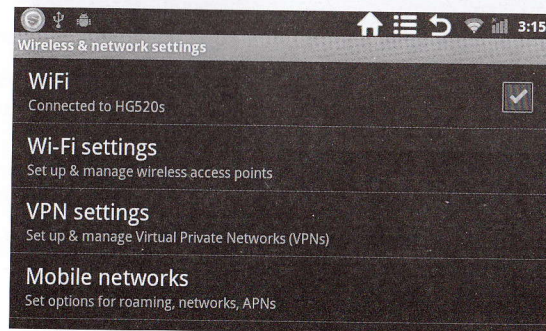 3:15
Wireless & network settings
WiFi
Connected to HG520s
Wi-Fi settings
Set up & manage wireless access points
VPN settings
Set up & manage Virtual Private Networks (VPNs)
Mobile networks
Set options for roaming, networks, APNs